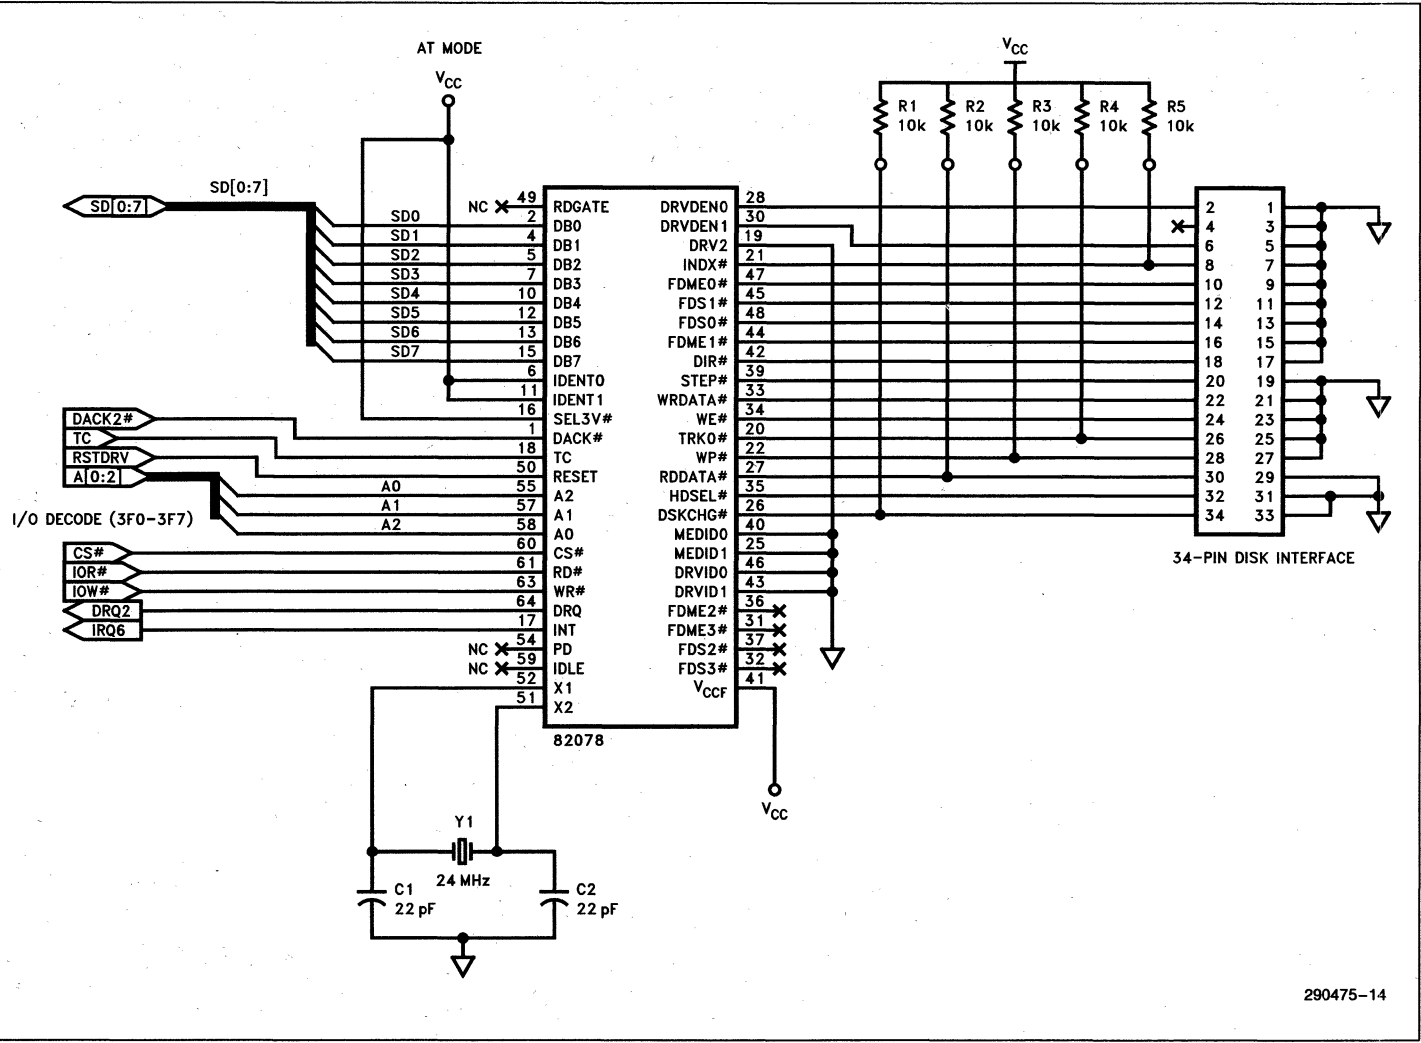 AT MODE
VCC
VCC
R1
10k
R2
10k
R3
10k
R4
10k
R5
10k
SD[0:7]
SD[0:7]
SD0
SD1
SD2
SD3
SD4
SD5
SD6
SD7
DACK2#
TC
RSTDRV
A[0:2]
A0
A1
A2
I/O DECODE (3F0-3F7)
CS#
IOR#
IOW#
DRQ2
IRQ6
NC 49 RDGATE
2 DB0
4 DB1
5 DB2
7 DB3
10 DB4
12 DB5
13 DB6
15 DB7
6 IDENT0
11 IDENT1
16 SEL3V#
1 DACK#
18 TC
50 RESET
55 A2
57 A1
58 A0
60 CS#
61 RD#
63 WR#
64 DRQ
17 INT
NC 54 PD
NC 59 IDLE
52 X1
51 X2
DRVDEN0 28
DRVDEN1 30
DRV2 19
INDX# 21
FDME0# 47
FDS1# 45
FDS0# 48
FDME1# 44
DIR# 42
STEP# 39
WRDATA# 33
WE# 34
TRK0# 20
WP# 22
RDDATA# 27
HDSEL# 35
DSKCHG# 26
MEDID0 40
MEDID1 25
DRVID0 46
DRVID1 43
FDME2# 36
FDME3# 31
FDS2# 37
FDS3# 32
VCCF 41
82078
VCC
2 1
4 3
6 5
8 7
10 9
12 11
14 13
16 15
18 17
20 19
22 21
24 23
26 25
28 27
30 29
32 31
34 33
34-PIN DISK INTERFACE
Y1
24 MHz
C1
22 pF
C2
22 pF
290475-14